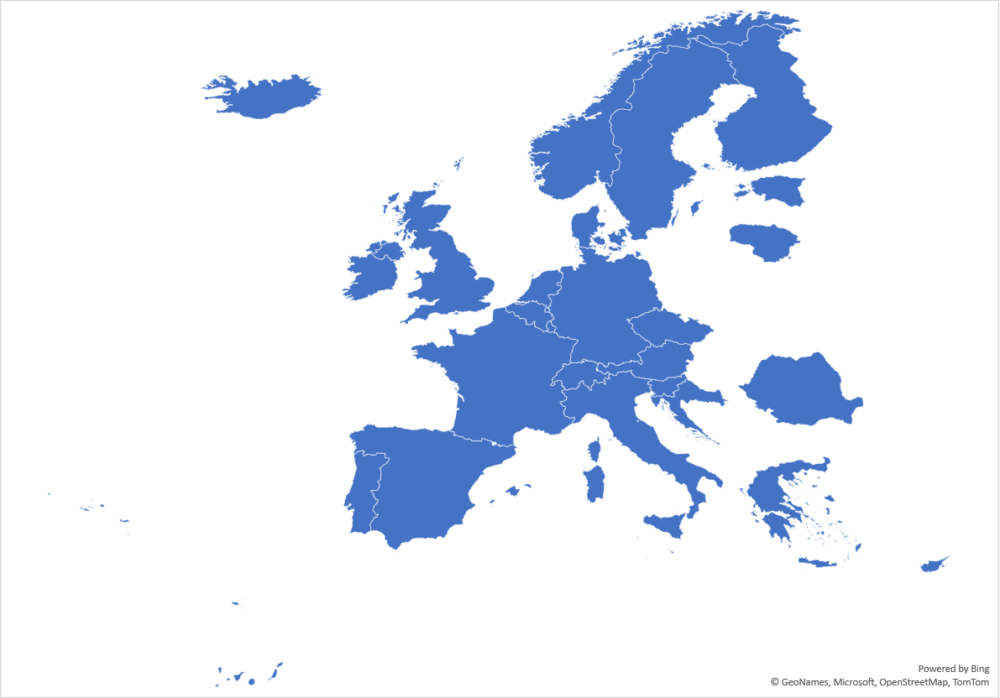 Powered by Bing
© GeoNames, Microsoft, OpenStreetMap, TomTom